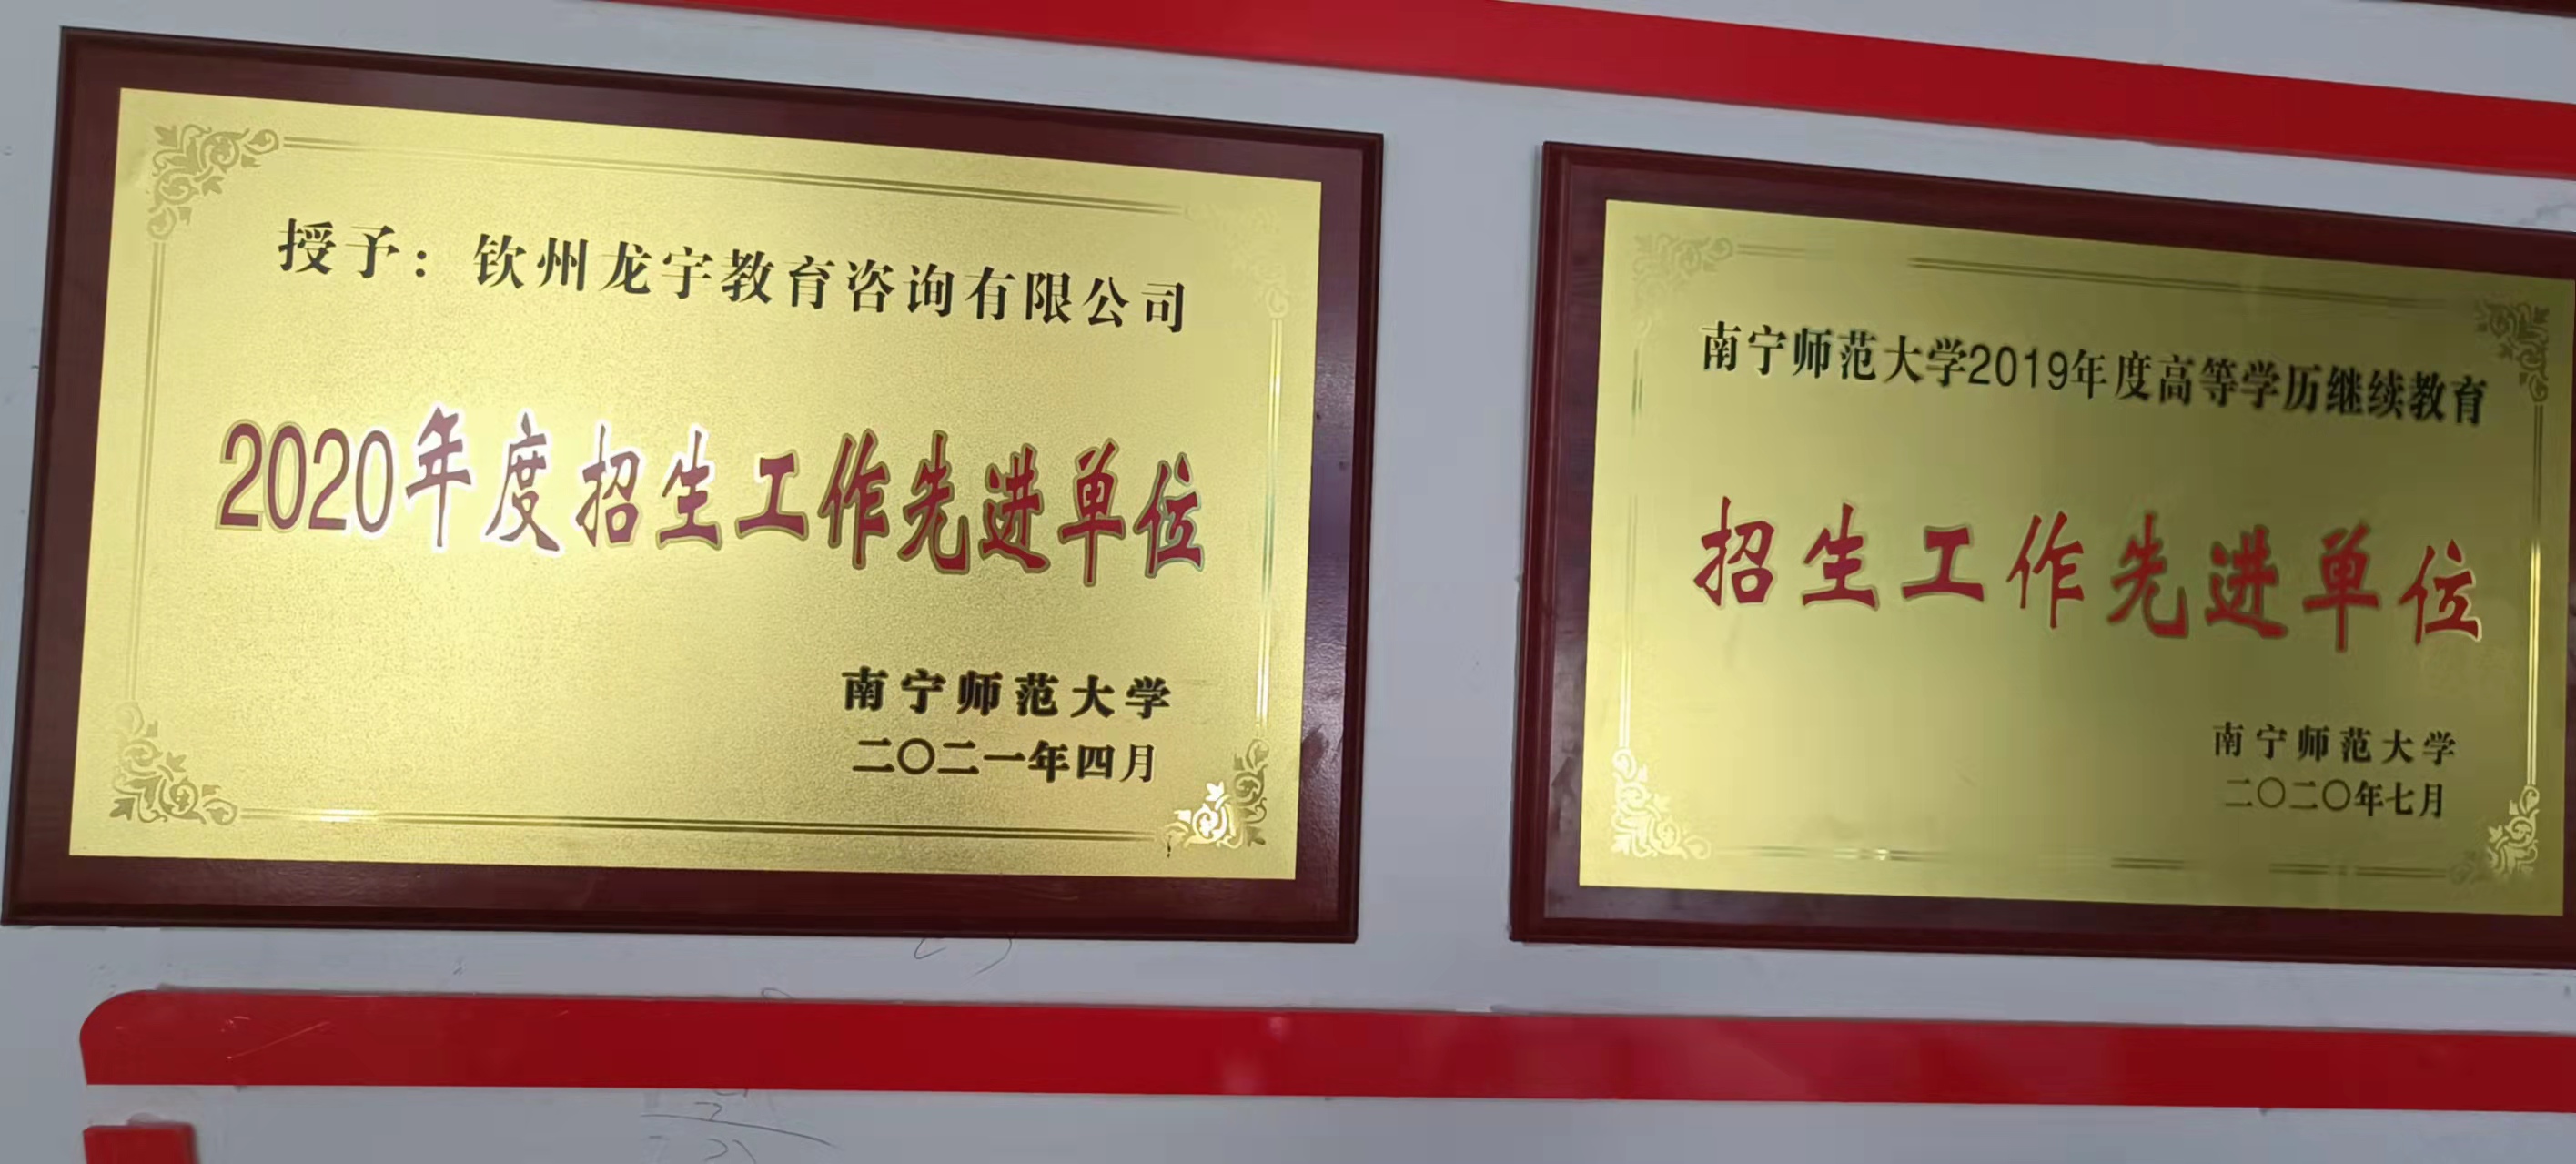 授予：钦州龙宇教育咨询有限公司
2020年度招生工作先进单位
南宁师范大学
二〇二一年四月
南宁师范大学2019年度高等学历继续教育
招生工作先进单位
南宁师范大学
二〇二〇年七月